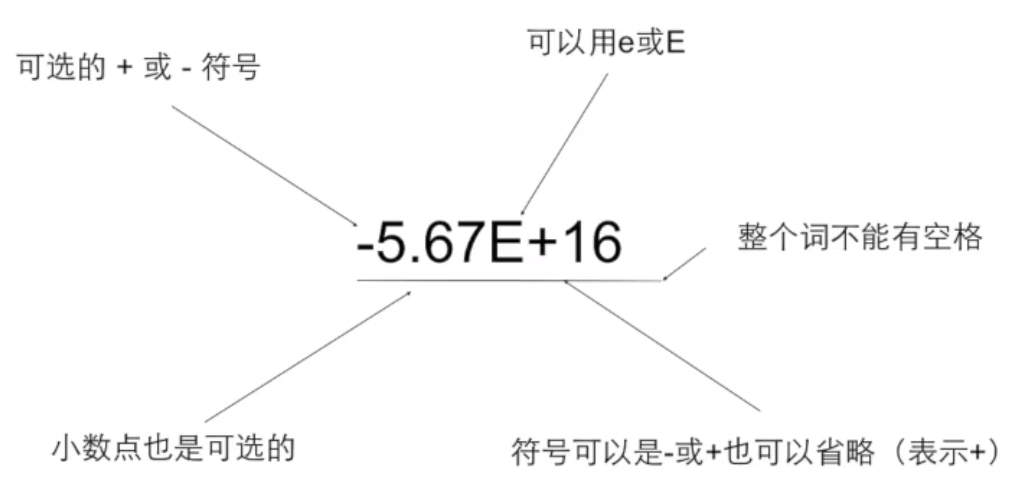 可以用e或E
可选的 + 或 - 符号
-5.67E+16
整个词不能有空格
小数点也是可选的
符号可以是-或+也可以省略（表示+）